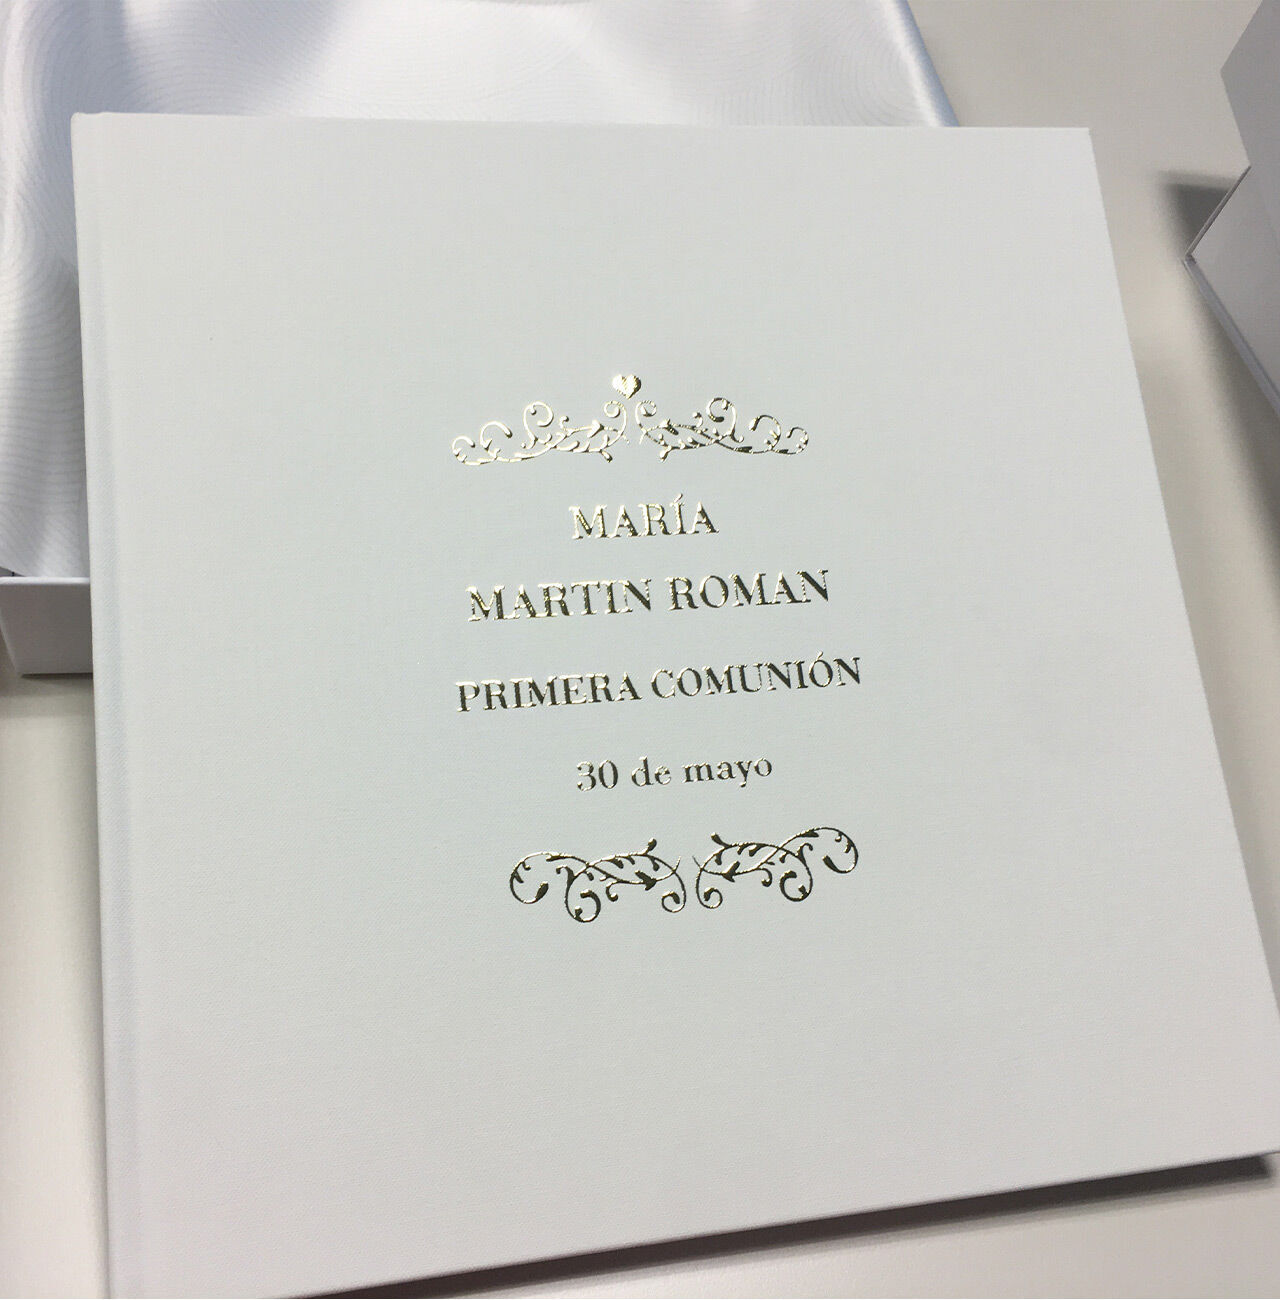 MARÍA
MARTIN ROMAN
PRIMERA COMUNIÓN
30 de mayo